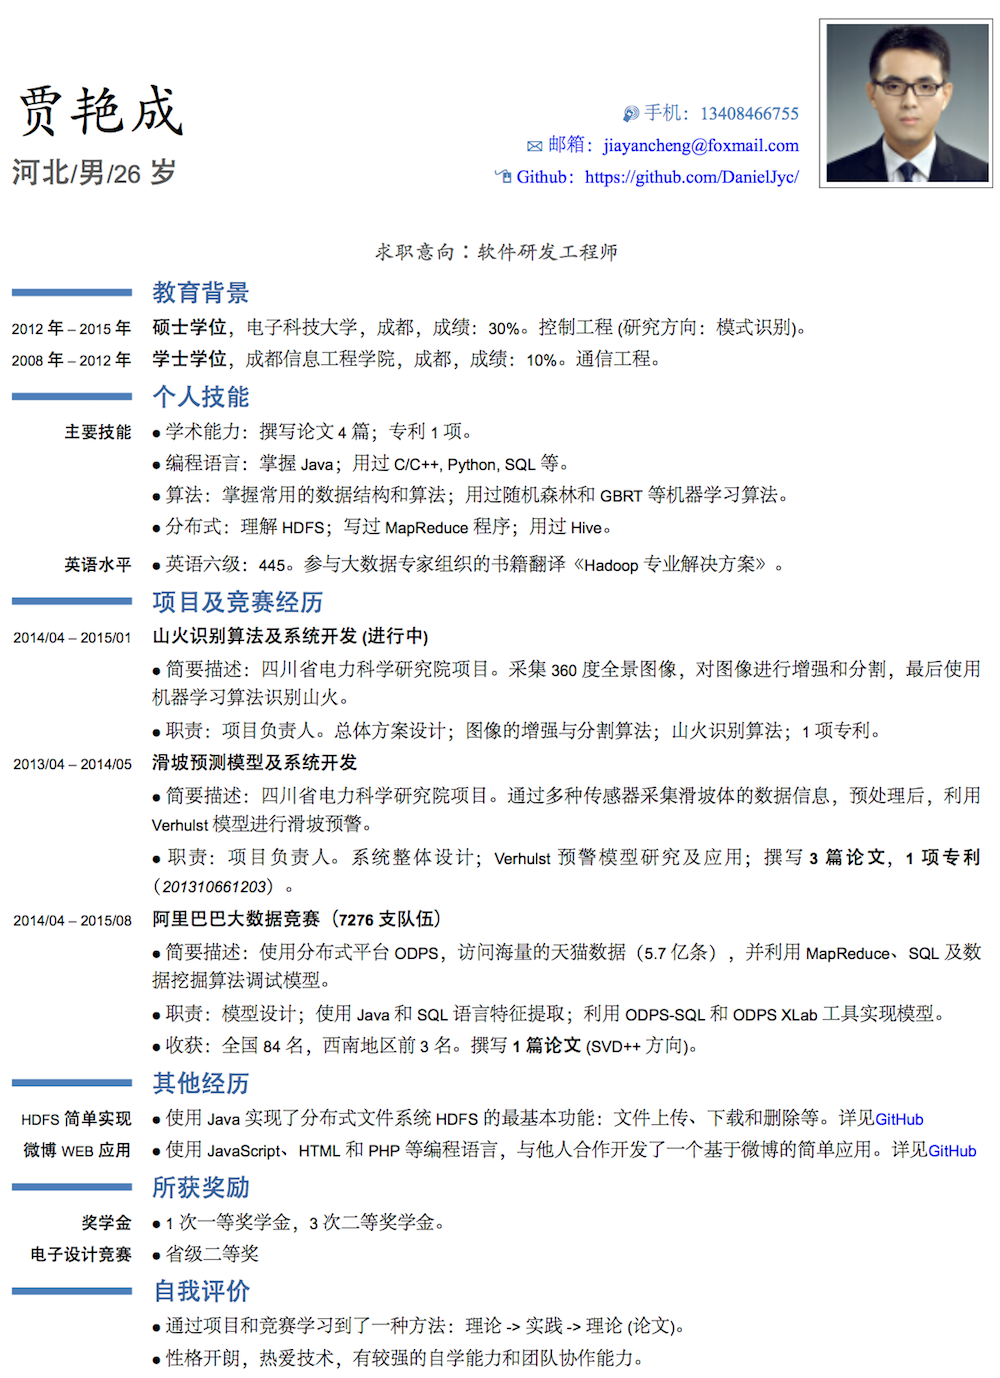 贾艳成
河北/男/26 岁
手机：13408466755
邮箱：jiayancheng@foxmail.com
Github：https://github.com/DanielJyc/
求职意向：软件研发工程师
教育背景
2012 年 – 2015 年 硕士学位，电子科技大学，成都，成绩：30%。控制工程 (研究方向：模式识别)。
2008 年 – 2012 年 学士学位，成都信息工程学院，成都，成绩：10%。通信工程。
个人技能
主要技能 ● 学术能力：撰写论文 4 篇；专利 1 项。
● 编程语言：掌握 Java；用过 C/C++, Python, SQL 等。
● 算法：掌握常用的数据结构和算法；用过随机森林和 GBRT 等机器学习算法。
● 分布式：理解 HDFS；写过 MapReduce 程序；用过 Hive。
英语水平 ● 英语六级：445。参与大数据专家组织的书籍翻译《Hadoop 专业解决方案》。
项目及竞赛经历
2014/04 – 2015/01 山火识别算法及系统开发 (进行中)
● 简要描述：四川省电力科学研究院项目。采集 360 度全景图像，对图像进行增强和分割，最后使用
机器学习算法识别山火。
● 职责：项目负责人。总体方案设计；图像的增强与分割算法；山火识别算法；1 项专利。
2013/04 – 2014/05 滑坡预测模型及系统开发
● 简要描述：四川省电力科学研究院项目。通过多种传感器采集滑坡体的数据信息，预处理后，利用
Verhulst 模型进行滑坡预警。
● 职责：项目负责人。系统整体设计；Verhulst 预警模型研究及应用；撰写 3 篇论文，1 项专利
（201310661203）。
2014/04 – 2015/08 阿里巴巴大数据竞赛（7276 支队伍）
● 简要描述：使用分布式平台 ODPS，访问海量的天猫数据（5.7 亿条），并利用 MapReduce、SQL 及数
据挖掘算法调试模型。
● 职责：模型设计；使用 Java 和 SQL 语言特征提取；利用 ODPS-SQL 和 ODPS XLab 工具实现模型。
● 收获：全国 84 名，西南地区前 3 名。撰写 1 篇论文 (SVD++ 方向)。
其他经历
HDFS 简单实现 ● 使用 Java 实现了分布式文件系统 HDFS 的最基本功能：文件上传、下载和删除等。详见GitHub
微博 WEB 应用 ● 使用 JavaScript、HTML 和 PHP 等编程语言，与他人合作开发了一个基于微博的简单应用。详见GitHub
所获奖励
奖学金 ● 1 次一等奖学金，3 次二等奖学金。
电子设计竞赛 ● 省级二等奖
自我评价
● 通过项目和竞赛学习到了一种方法：理论 -> 实践 -> 理论 (论文)。
● 性格开朗，热爱技术，有较强的自学能力和团队协作能力。